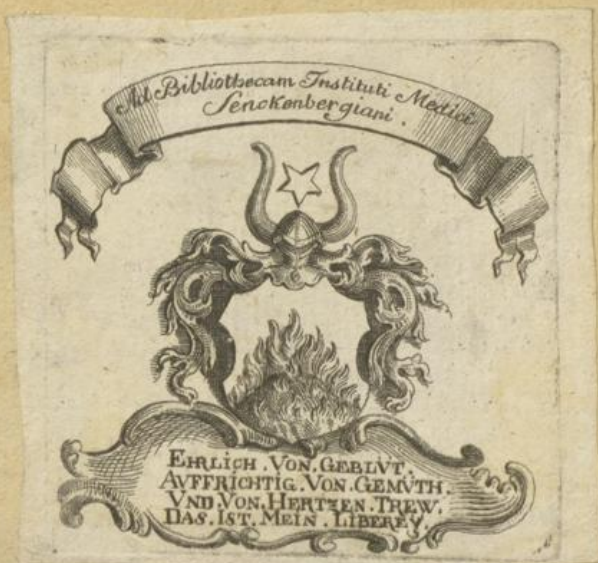 Ad Bibliothecam Instituti Medici
Senckenbergiani.
EHRLICH. VON. GEBLVT.
AVFFRICHTIG. VON. GEMVTH.
VND. VON. HERTZEN. TREW.
DAS. IST. MEIN. LIBEREY.